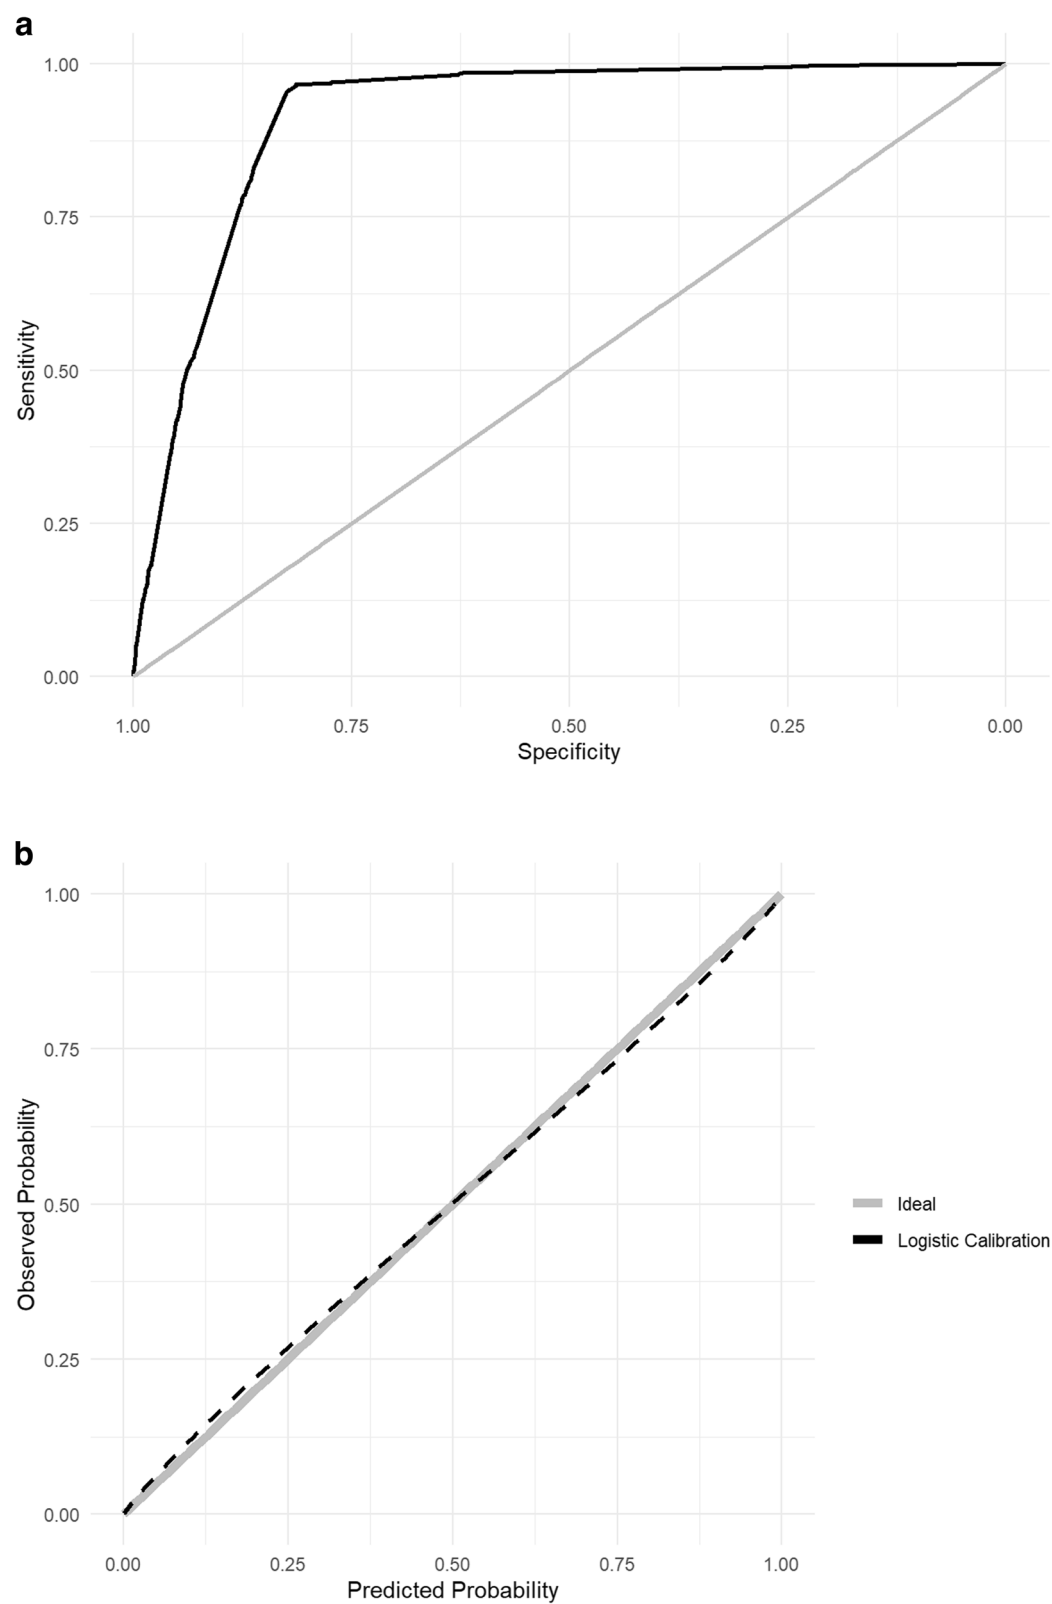 a
1.00
0.75
0.50
0.25
0.00
Sensitivity
1.00 0.75 0.50 0.25 0.00
Specificity
b
1.00
0.75
0.50
0.25
0.00
Observed Probability
0.00 0.25 0.50 0.75 1.00
Predicted Probability
Ideal
Logistic Calibration